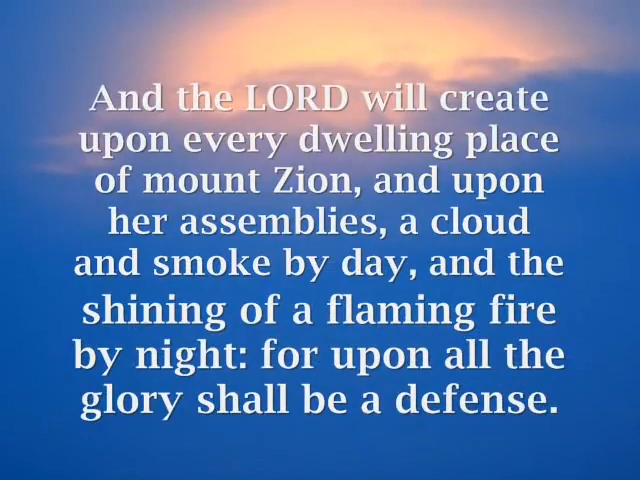 And the LORD will create
upon every dwelling place
of mount Zion, and upon
her assemblies, a cloud
and smoke by day, and the
shining of a flaming fire
by night: for upon all the
glory shall be a defense.